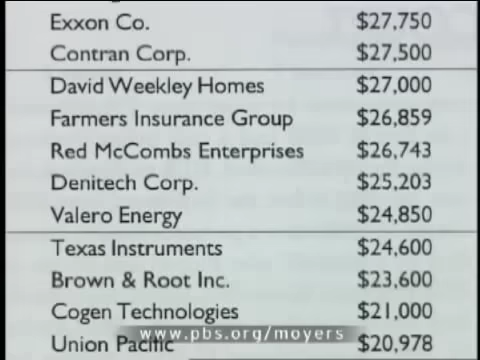 Exxon Co. $27,750
Contran Corp. $27,500
David Weekley Homes $27,000
Farmers Insurance Group $26,859
Red McCombs Enterprises $26,743
Denitech Corp. $25,203
Valero Energy $24,850
Texas Instruments $24,600
Brown & Root Inc. $23,600
Cogen Technologies $21,000
www.pbs.org/moyers
Union Pacific $20,978